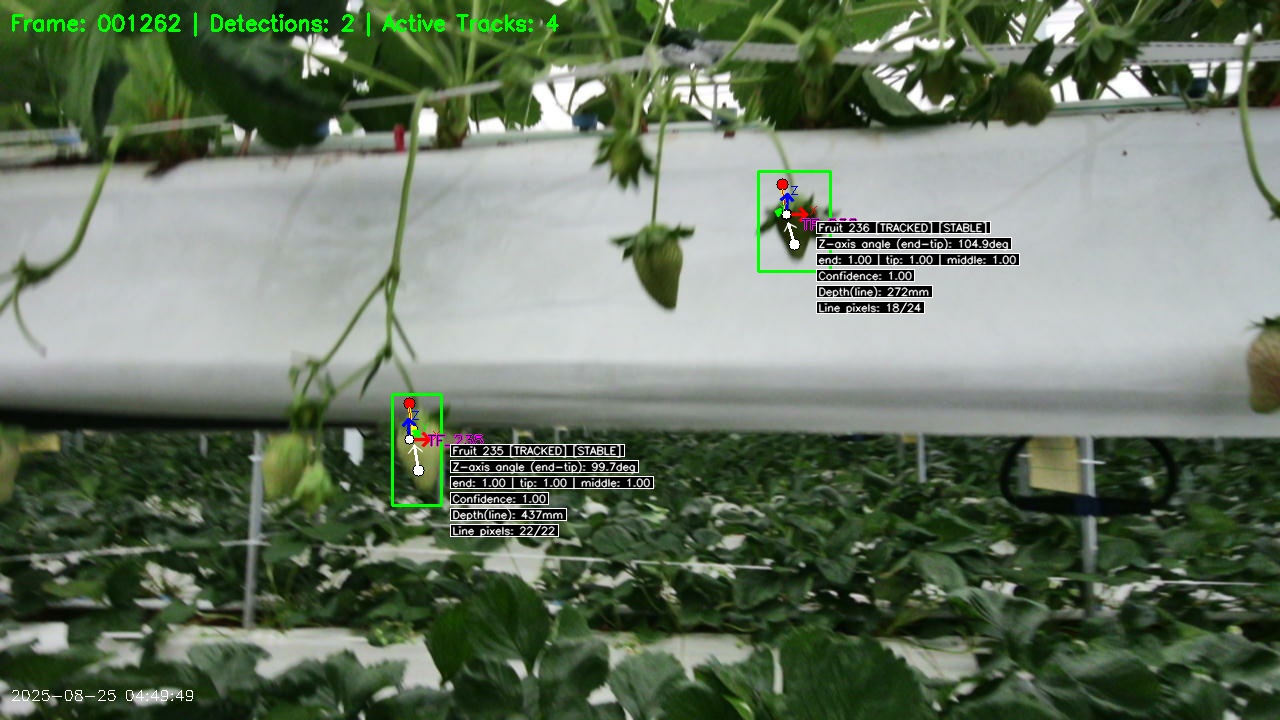 Frame: 001262 | Detections: 2 | Active Tracks: 4
Z
Fruit 236 [TRACKED] [STABLE]
Z-axis angle (end-tip): 104.9deg
end: 1.00 | tip: 1.00 | middle: 1.00
Confidence: 1.00
Depth(line): 272mm
Line pixels: 18/24
Z
TF_235
Fruit 235 [TRACKED] [STABLE]
Z-axis angle (end-tip): 99.7deg
end: 1.00 | tip: 1.00 | middle: 1.00
Confidence: 1.00
Depth(line): 437mm
Line pixels: 22/22
2025-08-25 04:49:49